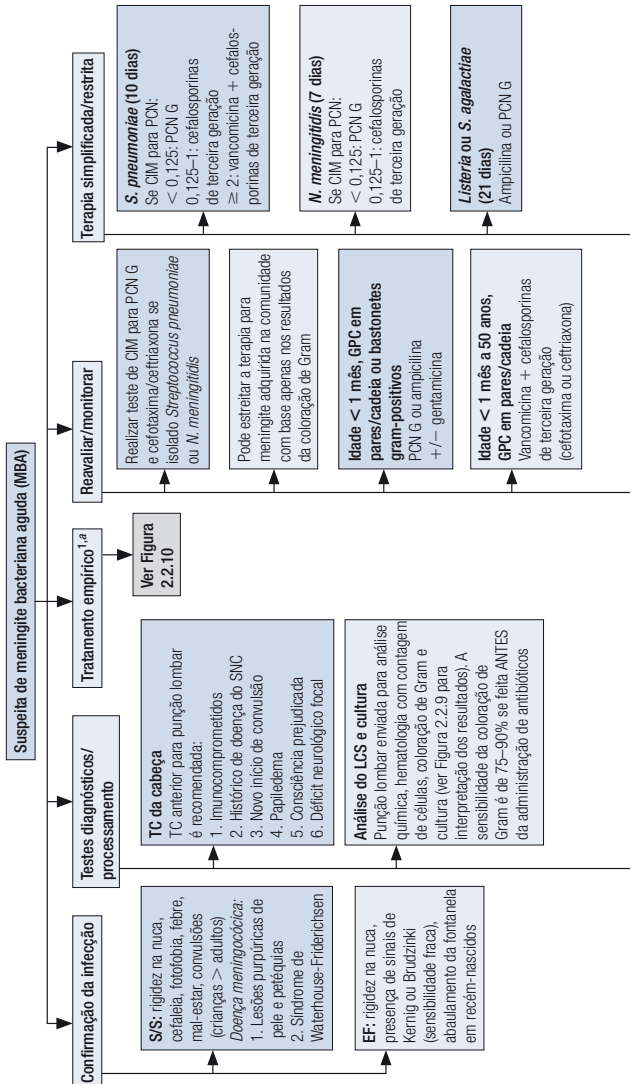 Suspeita de meningite bacteriana aguda (MBA)
Confirmação da infecção
S/S: rigidez na nuca,
cefaleia, fotofobia, febre,
mal-estar, convulsões
(crianças > adultos)
Doença meningocócica:
1. Lesões purpúricas de
pele e petéquias
2. Síndrome de
Waterhouse-Friderichsen
EF: rigidez na nuca,
presença de sinais de
Kernig ou Brudzinki
(sensibilidade fraca),
abaulamento da fontanela
em recém-nascidos
Testes diagnósticos/
processamento
TC da cabeça
TC anterior para punção lombar
é recomendada:
1. Imunocomprometidos
2. Histórico de doença do SNC
3. Novo início de convulsão
4. Papiledema
5. Consciência prejudicada
6. Déficit neurológico focal
Análise do LCS e cultura
Punção lombar enviada para análise
química, hematologia com contagem
de células, coloração de Gram e
cultura (ver Figura 2.2.9 para
interpretação dos resultados). A
sensibilidade da coloração de
Gram é de 75–90% se feita ANTES
da administração de antibióticos
Tratamento empírico1,a
Ver Figura
2.2.10
Reavaliar/monitorar
Realizar teste de CIM para PCN G
e cefotaxima/ceftriaxona se
isolado Streptococcus pneumoniae
ou N. meningitidis
Pode estreitar a terapia para
meningite adquirida na comunidade
com base apenas nos resultados
da coloração de Gram
Idade < 1 mês, GPC em
pares/cadeia ou bastonetes
gram-positivos
PCN G ou ampicilina
+/− gentamicina
Idade < 1 mês a 50 anos,
GPC em pares/cadeia
Vancomicina + cefalosporinas
de terceira geração
(cefotaxima ou ceftriaxona)
Terapia simplificada/restrita
S. pneumoniae (10 dias)
Se CIM para PCN:
< 0,125: PCN G
0,125–1: cefalosporinas
de terceira geração
≥ 2: vancomicina + cefalos-
porinas de terceira geração
N. meningitidis (7 dias)
Se CIM para PCN:
< 0,125: PCN G
0,125–1: cefalosporinas
de terceira geração
Listeria ou S. agalactiae
(21 dias)
Ampicilina ou PCN G